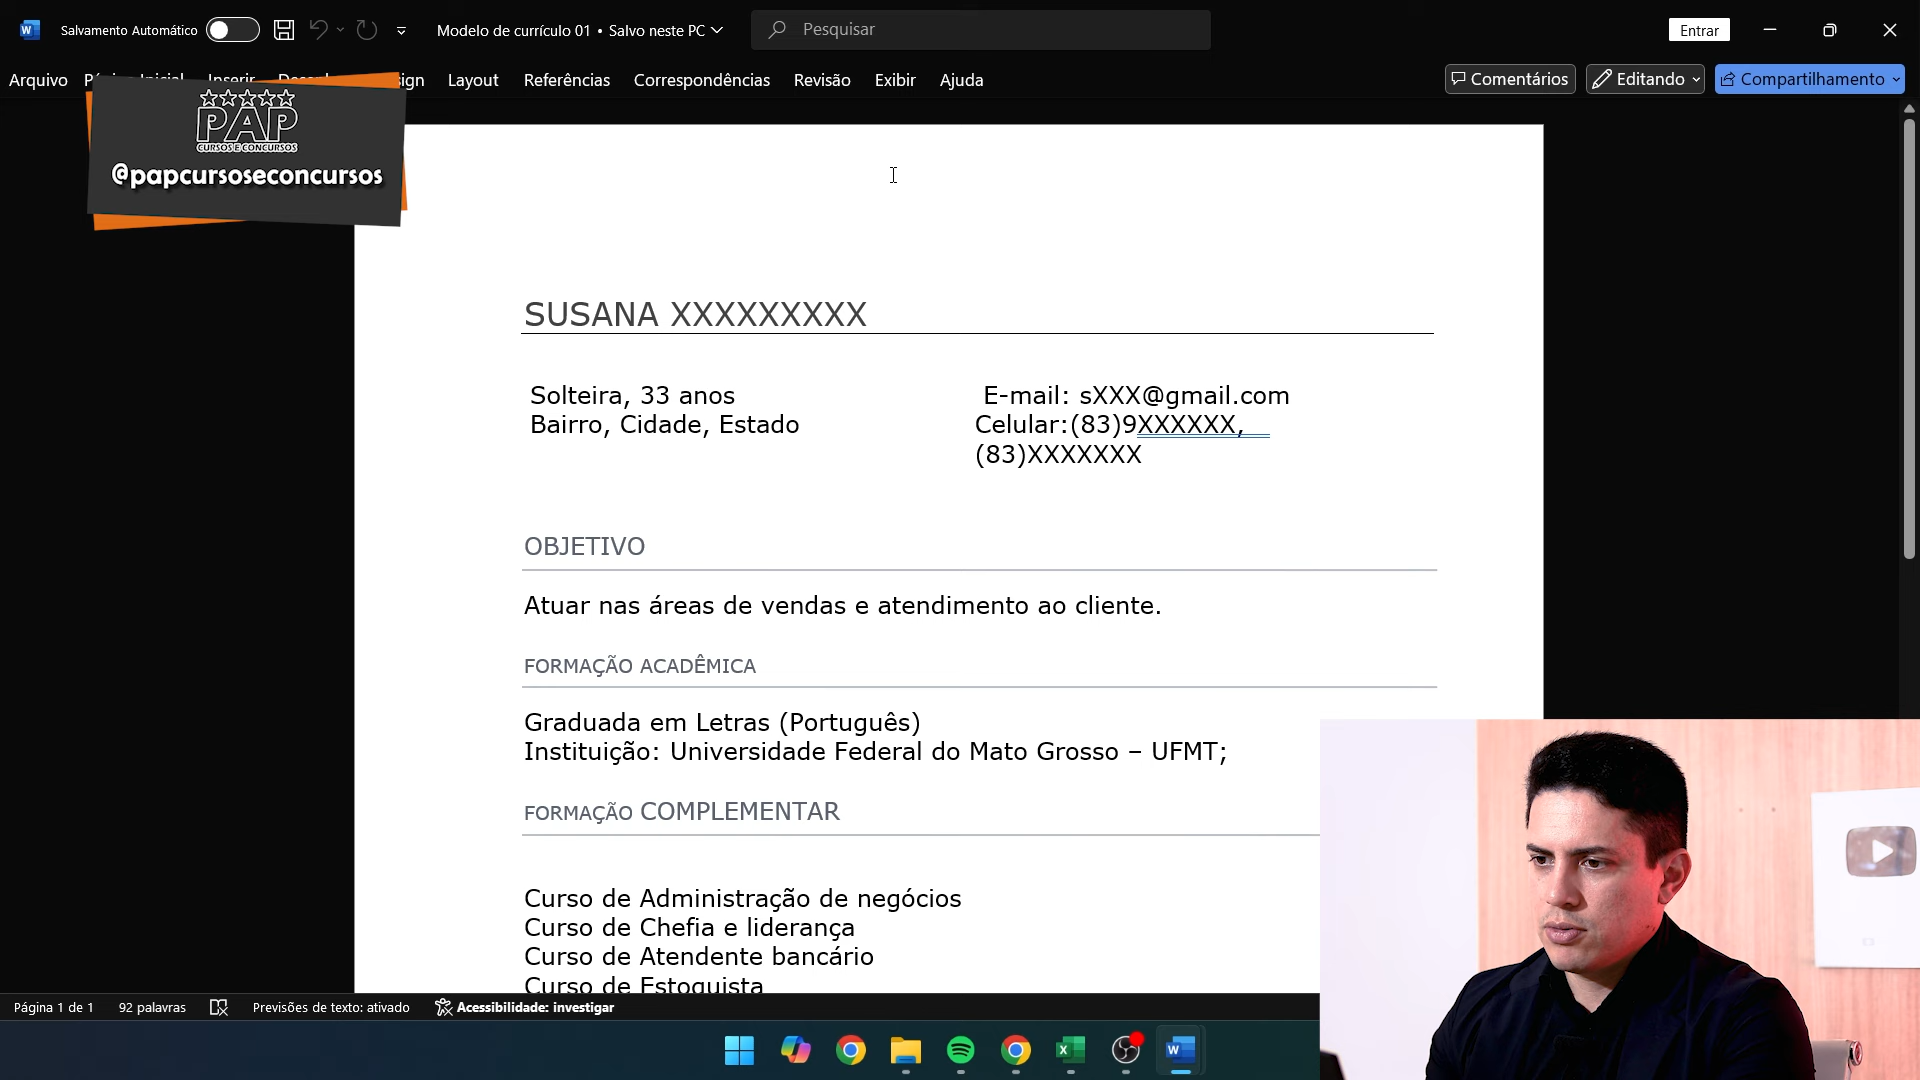 Salvamento Automático
Modelo de currículo 01 • Salvo neste PC
Pesquisar
Entrar
Arquivo Página Inicial Inserir Layout Referências Correspondências Revisão Exibir Ajuda
Comentários Editando Compartilhamento
PAP
CURSOS E CONCURSOS
@papcursoseconcursos
SUSANA XXXXXXXXX
Solteira, 33 anos
Bairro, Cidade, Estado
E-mail: sXXX@gmail.com
Celular:(83)9XXXXXX,
(83)XXXXXXX
OBJETIVO
Atuar nas áreas de vendas e atendimento ao cliente.
FORMAÇÃO ACADÊMICA
Graduada em Letras (Português)
Instituição: Universidade Federal do Mato Grosso – UFMT;
FORMAÇÃO COMPLEMENTAR
Curso de Administração de negócios
Curso de Chefia e liderança
Curso de Atendente bancário
Curso de Estoquista
Página 1 de 1 92 palavras Previsões de texto: ativado Acessibilidade: investigar